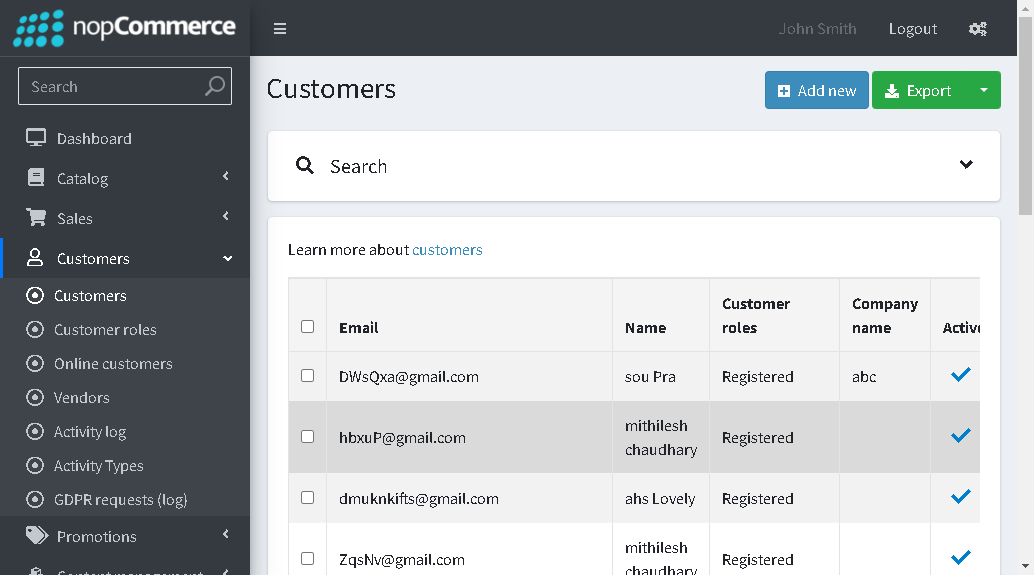 nopCommerce
John Smith
Logout
Search
Dashboard
Catalog
Sales
Customers
Customers
Customer roles
Online customers
Vendors
Activity log
Activity Types
GDPR requests (log)
Promotions
Content management
Customers
Add new
Export
Search
Learn more about customers
Email
Name
Customer
roles
Company
name
Active
DWsQxa@gmail.com
sou Pra
Registered
abc
hbxuP@gmail.com
mithilesh
chaudhary
Registered
dmuknkifts@gmail.com
ahs Lovely
Registered
ZqsNv@gmail.com
mithilesh
chaudhary
Registered